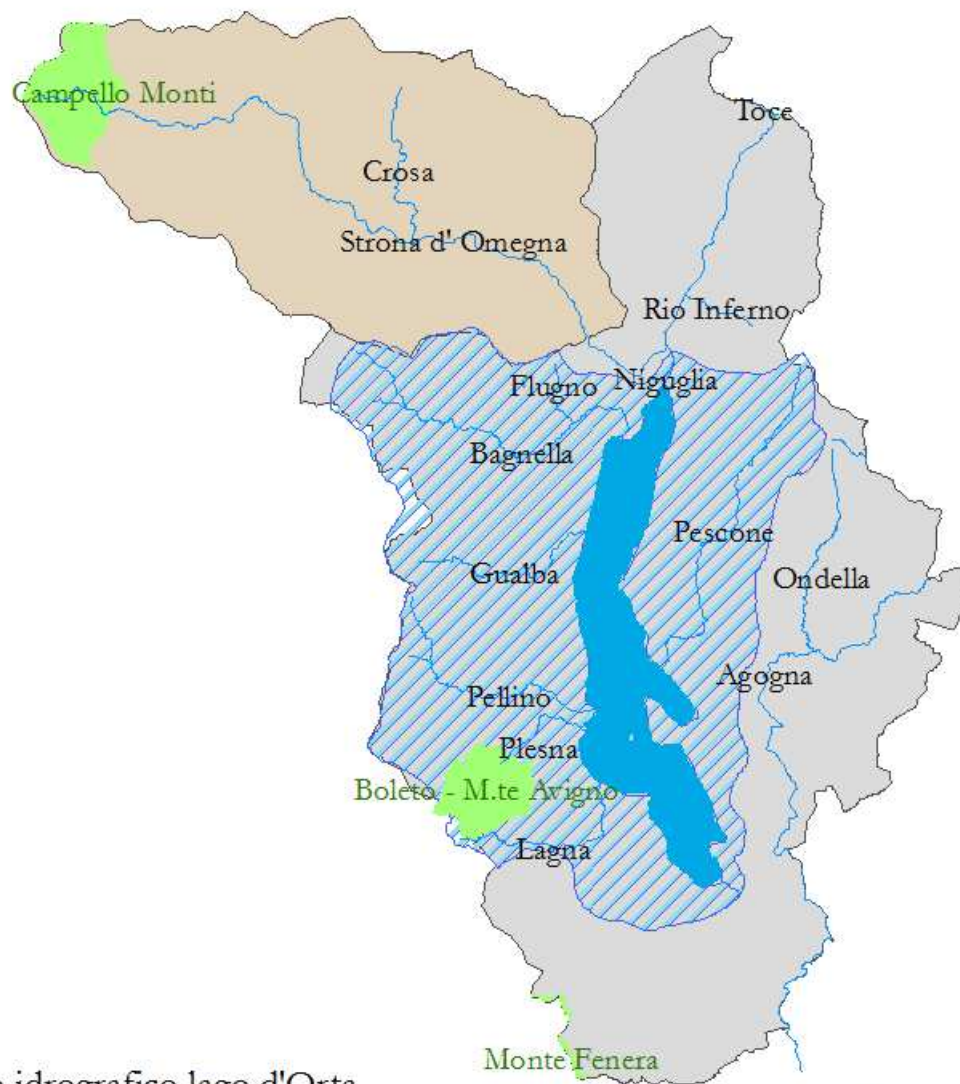 Campello Monti
Toce
Crosa
Strona d' Omegna
Rio Inferno
Flugno
Niguglia
Bagnella
Pescone
Gualba
Ondella
Agogna
Pellino
Plesna
Boleto - M.te Avigno
Lagna
Monte Fenera
idrografico lago d'Orta